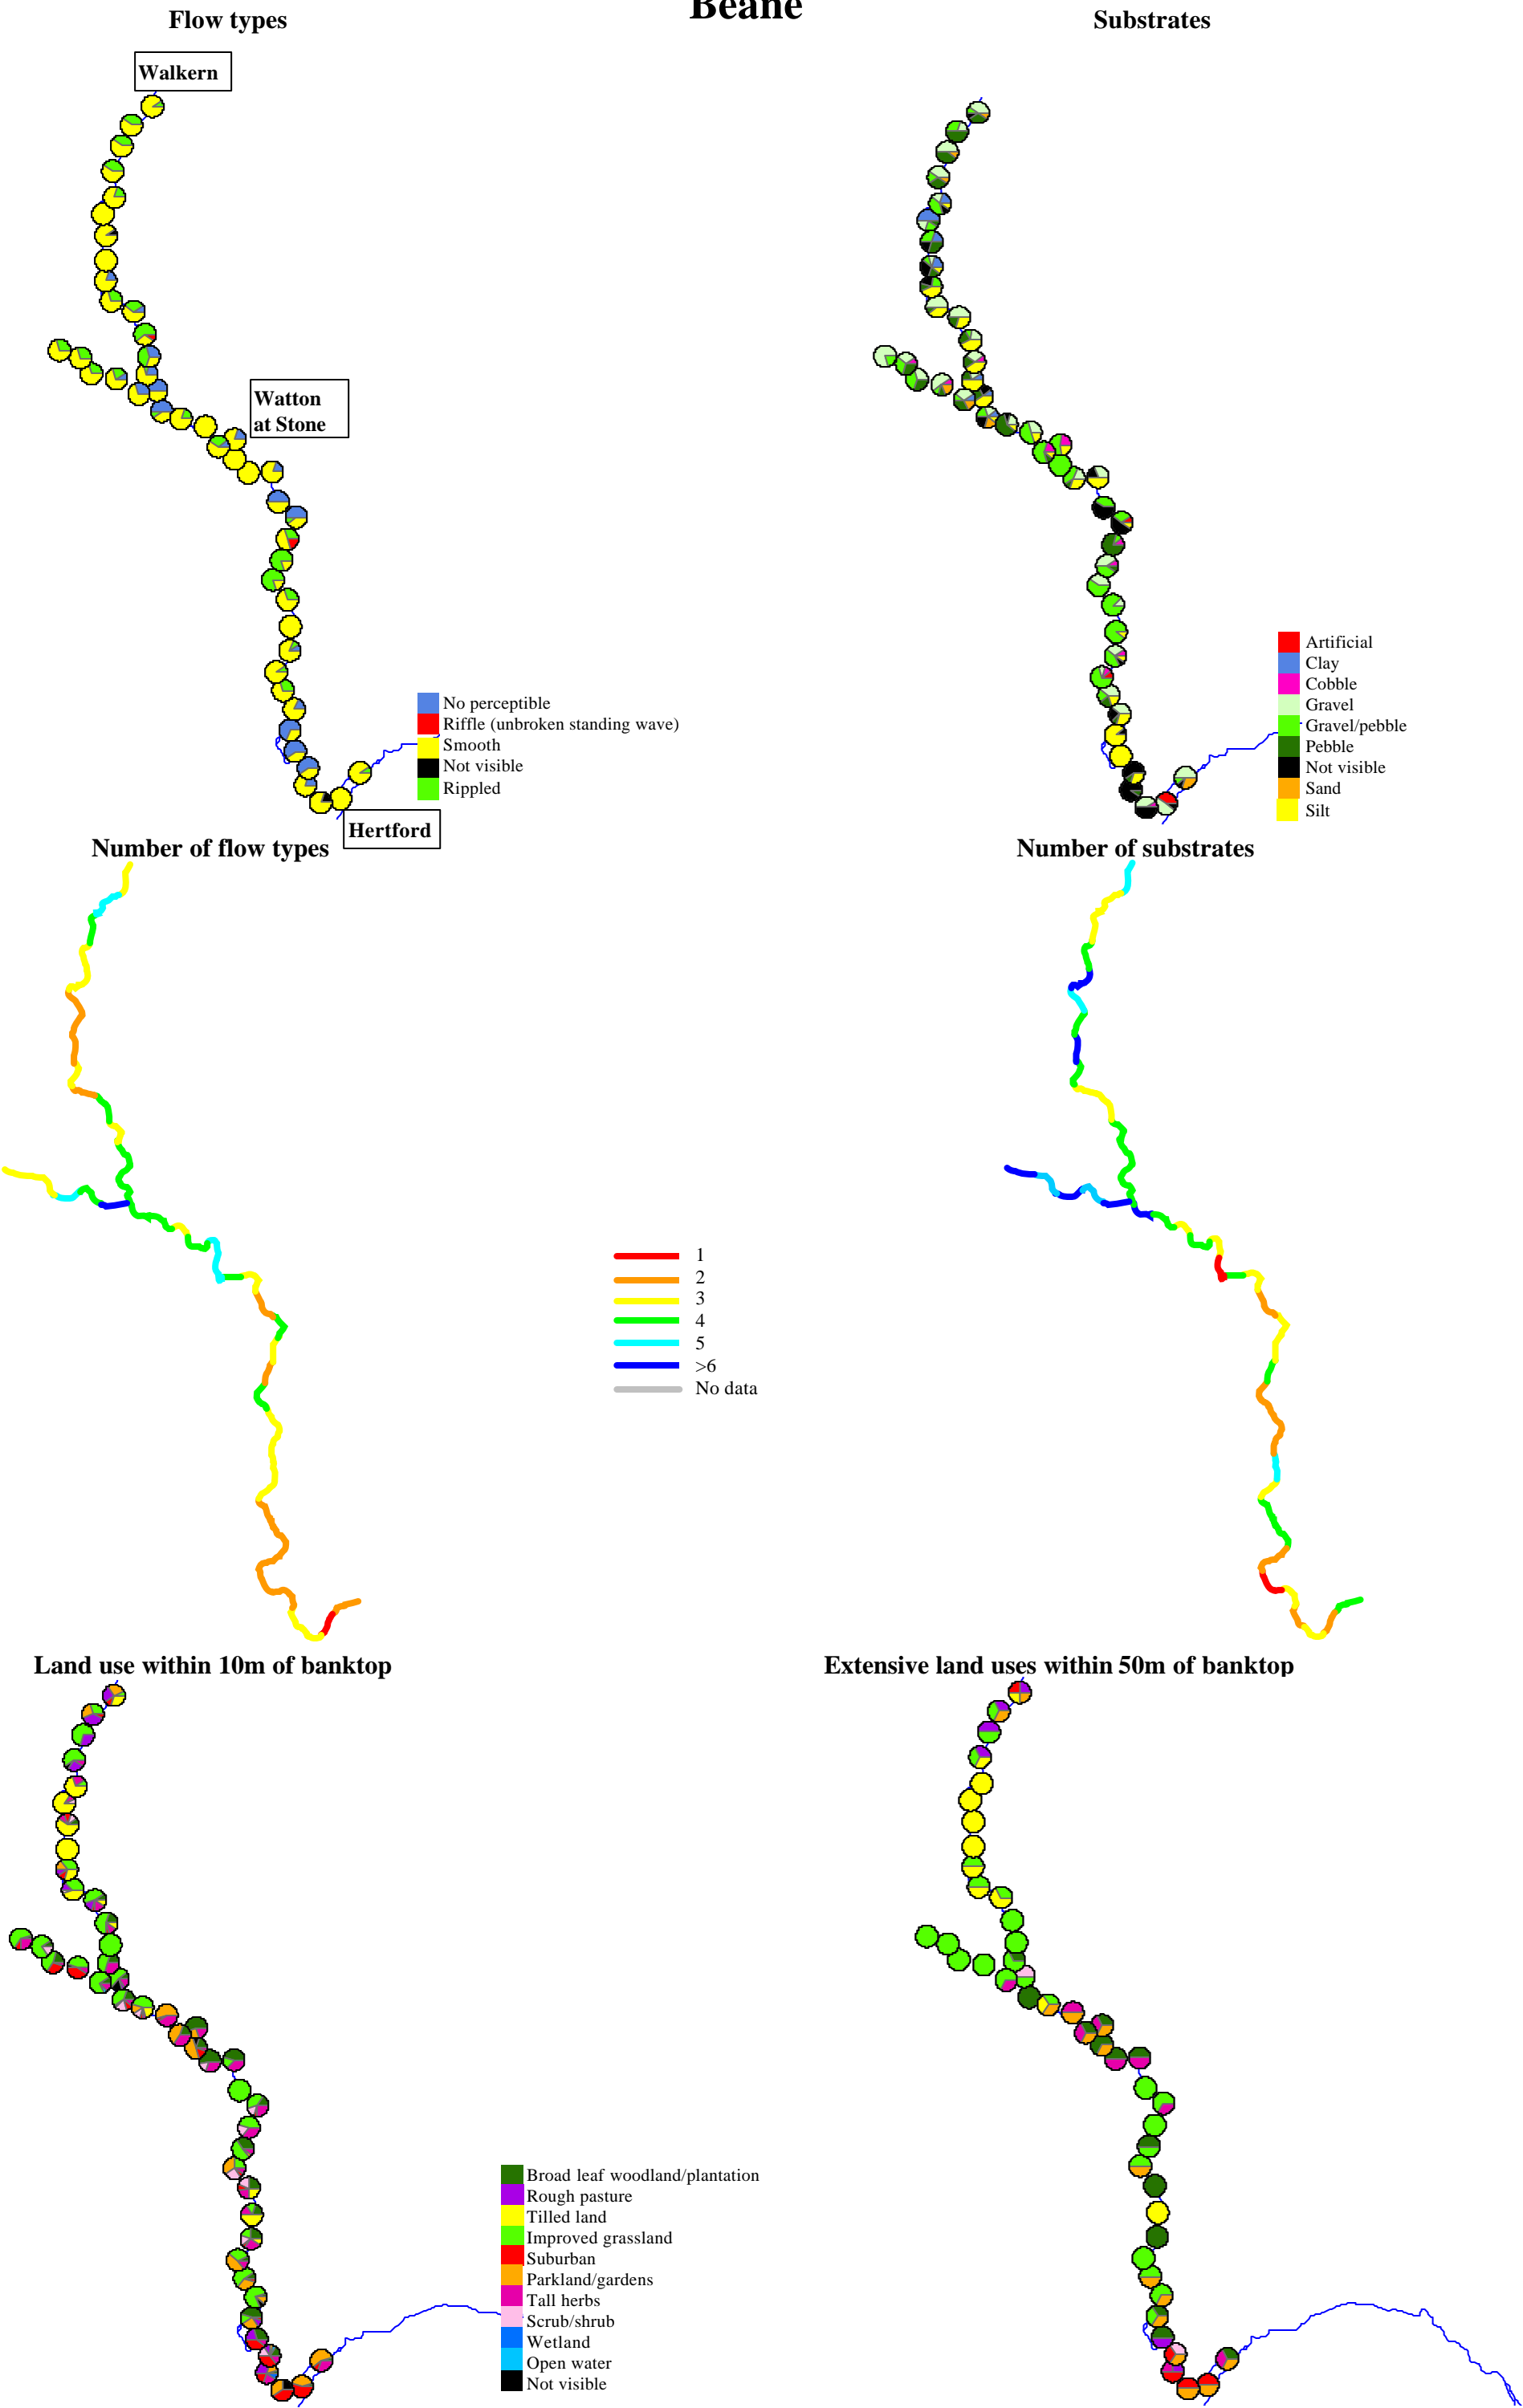 Beane
Flow types
Substrates
Walkern
Watton
at Stone
No perceptible
Riffle (unbroken standing wave)
Smooth
Not visible
Rippled
Hertford
Artificial
Clay
Cobble
Gravel
Gravel/pebble
Pebble
Not visible
Sand
Silt
Number of flow types
Number of substrates
1
2
3
4
5
>6
No data
Land use within 10m of banktop
Extensive land uses within 50m of banktop
Broad leaf woodland/plantation
Rough pasture
Tilled land
Improved grassland
Suburban
Parkland/gardens
Tall herbs
Scrub/shrub
Wetland
Open water
Not visible